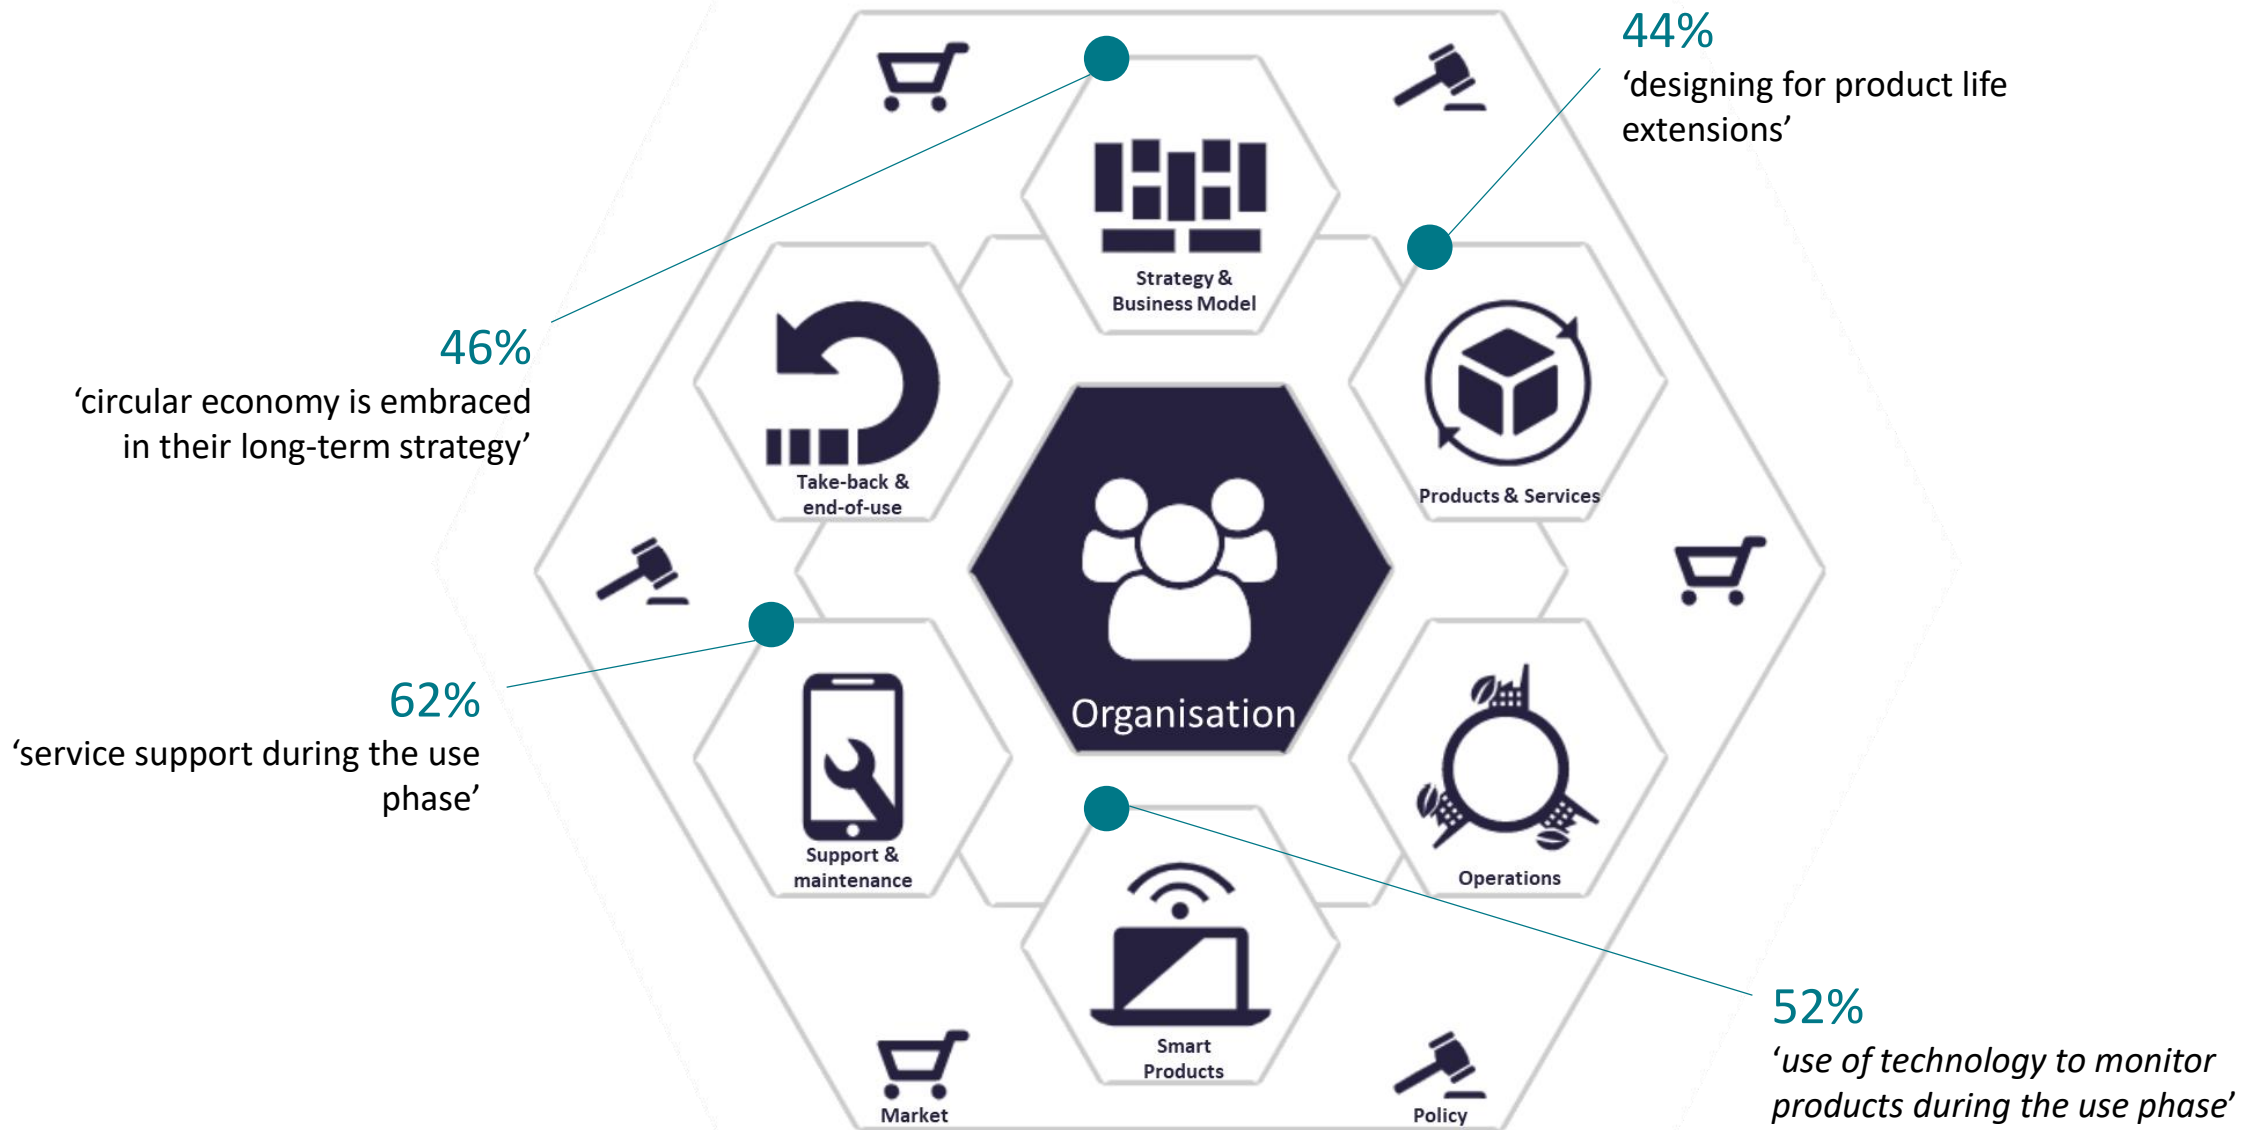 44%
‘designing for product life
extensions’
Strategy &
Business Model
46%
‘circular economy is embraced
in their long-term strategy’
Take-back &
end-of-use
Products & Services
Organisation
62%
‘service support during the use
phase’
Support &
maintenance
Operations
Smart
Products
52%
‘use of technology to monitor
products during the use phase’
Market
Policy